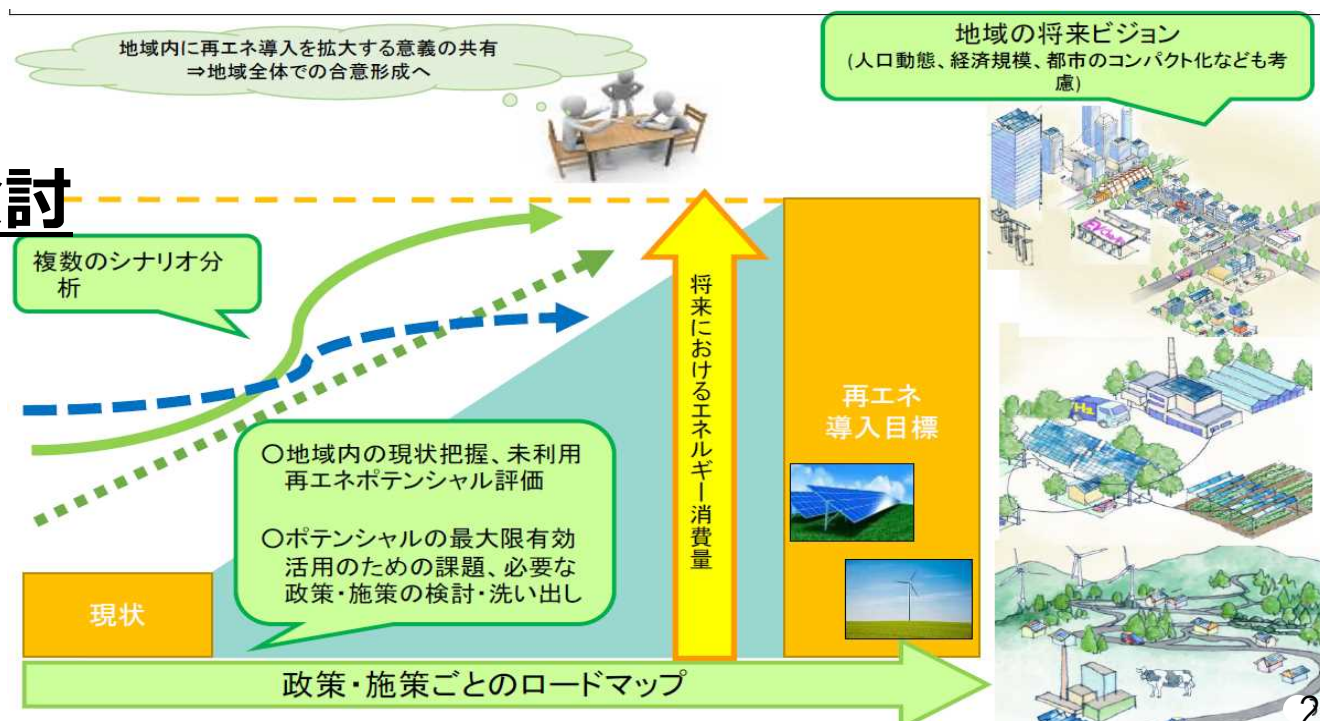 地域内に再エネ導入を拡大する意義の共有
⇒地域全体での合意形成へ
地域の将来ビジョン
(人口動態、経済規模、都市のコンパクト化なども考
慮)
討
複数のシナリオ分
析
将来におけるエネルギー消費量
再エネ
導入目標
○地域内の現状把握、未利用
再エネポテンシャル評価
○ポテンシャルの最大限有効
活用のための課題、必要な
政策・施策の検討・洗い出し
現状
H2
政策・施策ごとのロードマップ
2